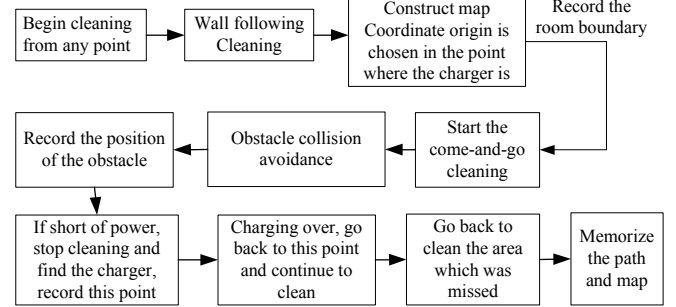 Begin cleaning
from any point
Wall following
Cleaning
Construct map
Coordinate origin is
chosen in the point
where the charger is
Record the
room boundary
Start the
come-and-go
cleaning
Obstacle collision
avoidance
Record the position
of the obstacle
If short of power,
stop cleaning and
find the charger,
record this point
Charging over, go
back to this point
and continue to
clean
Go back to
clean the area
which was
missed
Memorize
the path
and map